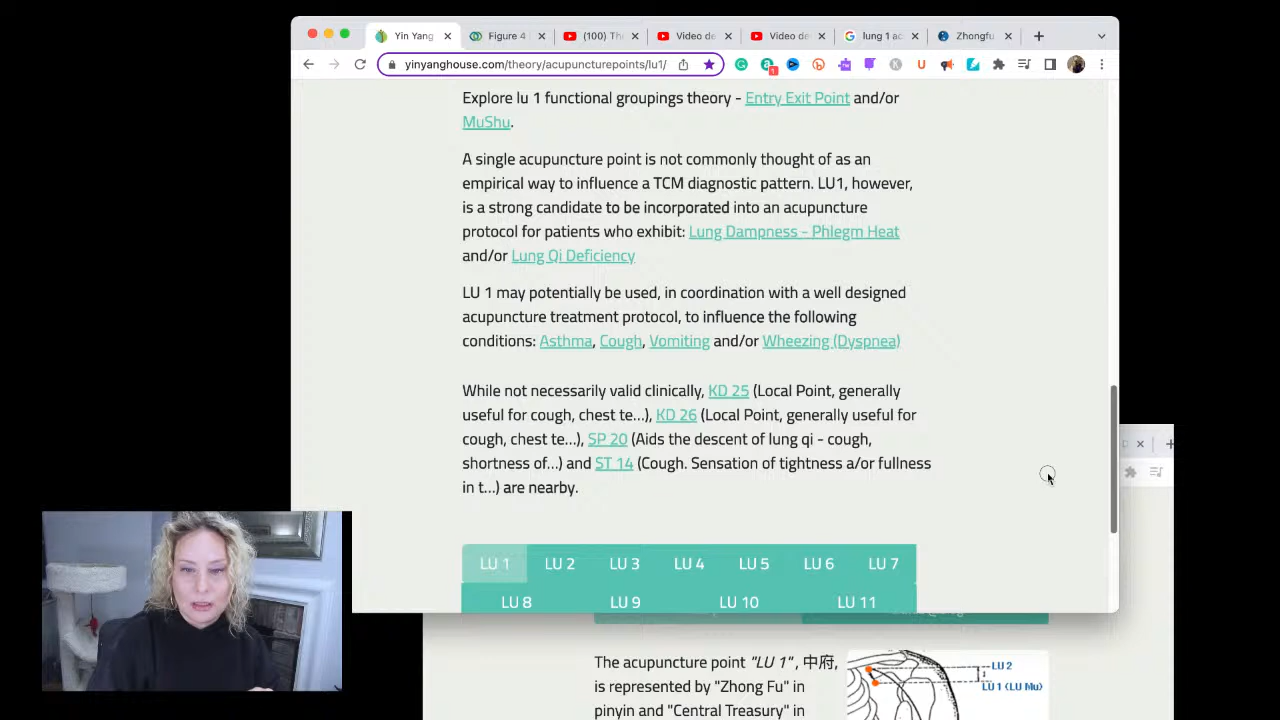 Yin Yang
Figure 4
(100) The
Video de
Video de
lung 1 ac
Zhongfu
yinyanghouse.com/theory/acupuncturepoints/lu1/
Explore lu 1 functional groupings theory - Entry Exit Point and/or
MuShu.
A single acupuncture point is not commonly thought of as an
empirical way to influence a TCM diagnostic pattern. LU1, however,
is a strong candidate to be incorporated into an acupuncture
protocol for patients who exhibit: Lung Dampness - Phlegm Heat
and/or Lung Qi Deficiency
LU 1 may potentially be used, in coordination with a well designed
acupuncture treatment protocol, to influence the following
conditions: Asthma, Cough, Vomiting and/or Wheezing (Dyspnea)
While not necessarily valid clinically, KD 25 (Local Point, generally
useful for cough, chest te...), KD 26 (Local Point, generally useful for
cough, chest te...), SP 20 (Aids the descent of lung qi - cough,
shortness of...) and ST 14 (Cough. Sensation of tightness a/or fullness
in t...) are nearby.
LU 1 LU 2 LU 3 LU 4 LU 5 LU 6 LU 7
LU 8 LU 9 LU 10 LU 11
The acupuncture point "LU 1", 中府,
is represented by "Zhong Fu" in
pinyin and "Central Treasury" in
LU 2
LU 1 (LU Mu)